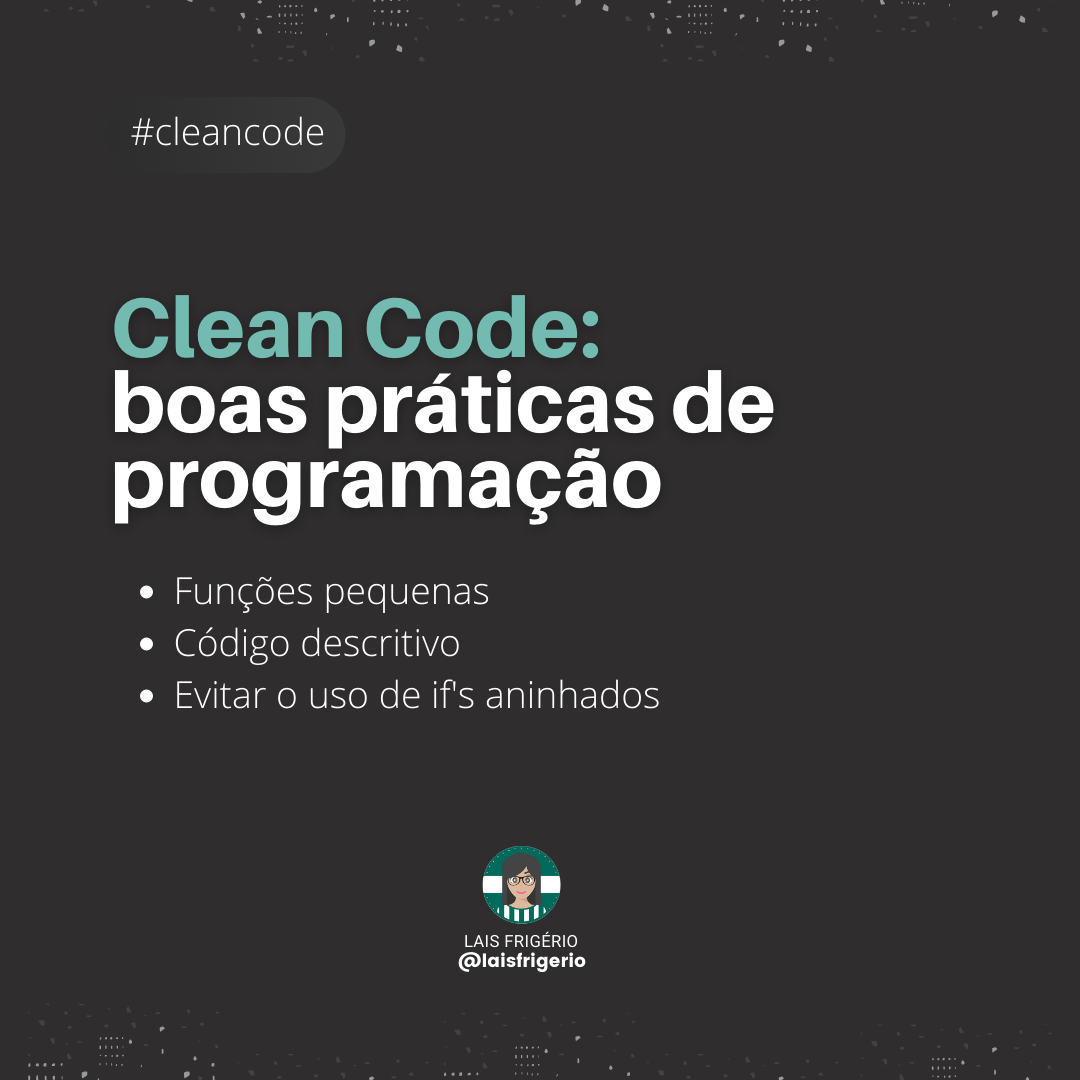 #cleancode
Clean Code:
boas práticas de
programação
• Funções pequenas
• Código descritivo
• Evitar o uso de if's aninhados
LAIS FRIGÉRIO
@laisfrigerio